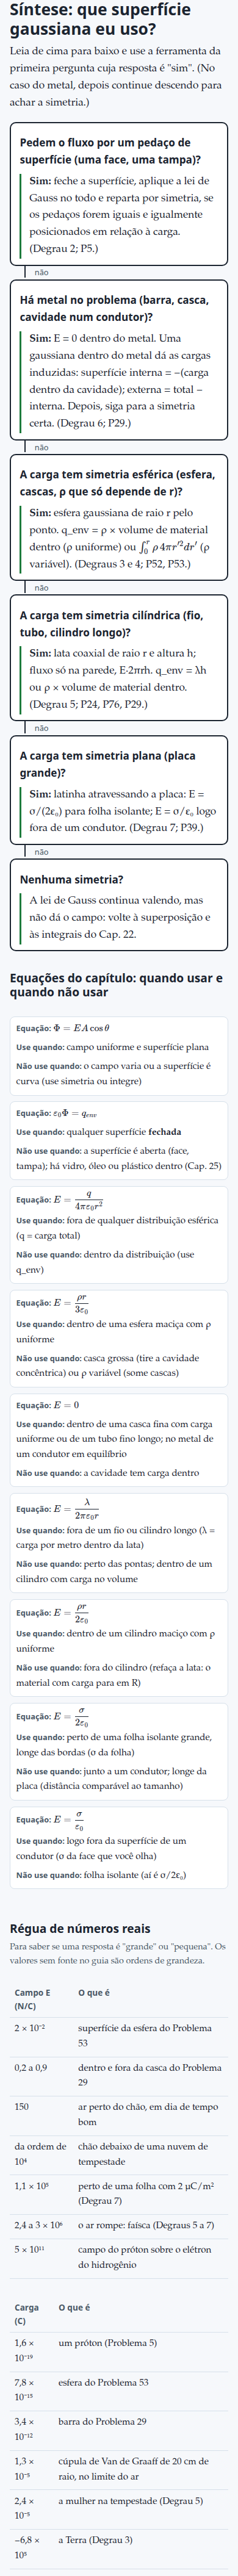 Síntese: que superfície
gaussiana eu uso?
Leia de cima para baixo e use a ferramenta da
primeira pergunta cuja resposta é "sim". (No
caso do metal, depois continue descendo para
achar a simetria.)
Pedem o fluxo por um pedaço de
superfície (uma face, uma tampa)?
Sim: feche a superfície, aplique a lei de
Gauss no todo e reparta por simetria, se
os pedaços forem iguais e igualmente
posicionados em relação à carga.
(Degrau 2; P5.)
não
Há metal no problema (barra, casca,
cavidade num condutor)?
Sim: E = 0 dentro do metal. Uma
gaussiana dentro do metal dá as cargas
induzidas: superfície interna = −(carga
dentro da cavidade); externa = total −
interna. Depois, siga para a simetria
certa. (Degrau 6; P29.)
não
A carga tem simetria esférica (esfera,
cascas, ρ que só depende de r)?
Sim: esfera gaussiana de raio r pelo
ponto. q_env = ρ × volume de material
dentro (ρ uniforme) ou ∫₀ʳ ρ 4πr′²dr′ (ρ
variável). (Degraus 3 e 4; P52, P53.)
não
A carga tem simetria cilíndrica (fio,
tubo, cilindro longo)?
Sim: lata coaxial de raio r e altura h;
fluxo só na parede, E·2πrh. q_env = λh
ou ρ × volume de material dentro.
(Degrau 5; P24, P76, P29.)
não
A carga tem simetria plana (placa
grande)?
Sim: latinha atravessando a placa: E =
σ/(2ε₀) para folha isolante; E = σ/ε₀ logo
fora de um condutor. (Degrau 7; P39.)
não
Nenhuma simetria?
A lei de Gauss continua valendo, mas
não dá o campo: volte à superposição e
às integrais do Cap. 22.
Equações do capítulo: quando usar e
quando não usar
Equação: Φ = EA cos θ
Use quando: campo uniforme e superfície plana
Não use quando: o campo varia ou a superfície é
curva (use simetria ou integre)
Equação: ε₀Φ = q_env
Use quando: qualquer superfície fechada
Não use quando: a superfície é aberta (face,
tampa); há vidro, óleo ou plástico dentro (Cap. 25)
Equação: E = q/(4πε₀r²)
Use quando: fora de qualquer distribuição esférica
(q = carga total)
Não use quando: dentro da distribuição (use
q_env)
Equação: E = ρr/(3ε₀)
Use quando: dentro de uma esfera maciça com ρ
uniforme
Não use quando: casca grossa (tire a cavidade
concêntrica) ou ρ variável (some cascas)
Equação: E = 0
Use quando: dentro de uma casca fina com carga
uniforme ou de um tubo fino longo; no metal de
um condutor em equilíbrio
Não use quando: a cavidade tem carga dentro
Equação: E = λ/(2πε₀r)
Use quando: fora de um fio ou cilindro longo (λ =
carga por metro dentro da lata)
Não use quando: perto das pontas; dentro de um
cilindro com carga no volume
Equação: E = ρr/(2ε₀)
Use quando: dentro de um cilindro maciço com ρ
uniforme
Não use quando: fora do cilindro (refaça a lata: o
material com carga para em R)
Equação: E = σ/(2ε₀)
Use quando: perto de uma folha isolante grande,
longe das bordas (σ da folha)
Não use quando: junto a um condutor; longe da
placa (distância comparável ao tamanho)
Equação: E = σ/ε₀
Use quando: logo fora da superfície de um
condutor (σ da face que você olha)
Não use quando: folha isolante (aí é σ/2ε₀)
Régua de números reais
Para saber se uma resposta é "grande" ou "pequena". Os
valores sem fonte no guia são ordens de grandeza.
Campo E
(N/C)
O que é
2 × 10⁻²
superfície da esfera do Problema
53
0,2 a 0,9
dentro e fora da casca do Problema
29
150
ar perto do chão, em dia de tempo
bom
da ordem de
10⁴
chão debaixo de uma nuvem de
tempestade
1,1 × 10⁵
perto de uma folha com 2 μC/m²
(Degrau 7)
2,4 a 3 × 10⁶
o ar rompe: faísca (Degraus 5 a 7)
5 × 10¹¹
campo do próton sobre o elétron
do hidrogênio
Carga
(C)
O que é
1,6 ×
10⁻¹⁹
um próton (Problema 5)
7,8 ×
10⁻¹⁵
esfera do Problema 53
3,4 ×
10⁻¹²
barra do Problema 29
1,3 ×
10⁻⁵
cúpula de Van de Graaff de 20 cm de
raio, no limite do ar
2,4 ×
10⁻⁵
a mulher na tempestade (Degrau 5)
−6,8 ×
10⁵
a Terra (Degrau 3)